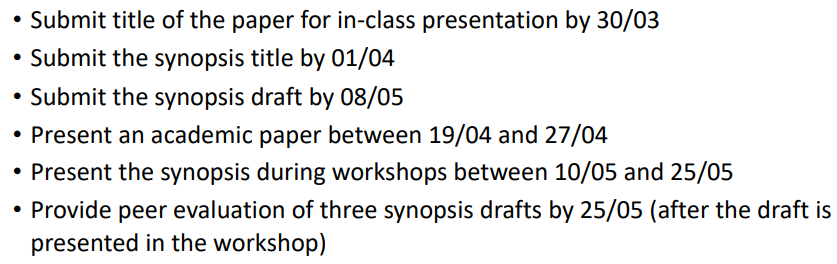 • Submit title of the paper for in-class presentation by 30/03
• Submit the synopsis title by 01/04
• Submit the synopsis draft by 08/05
• Present an academic paper between 19/04 and 27/04
• Present the synopsis during workshops between 10/05 and 25/05
• Provide peer evaluation of three synopsis drafts by 25/05 (after the draft is
presented in the workshop)